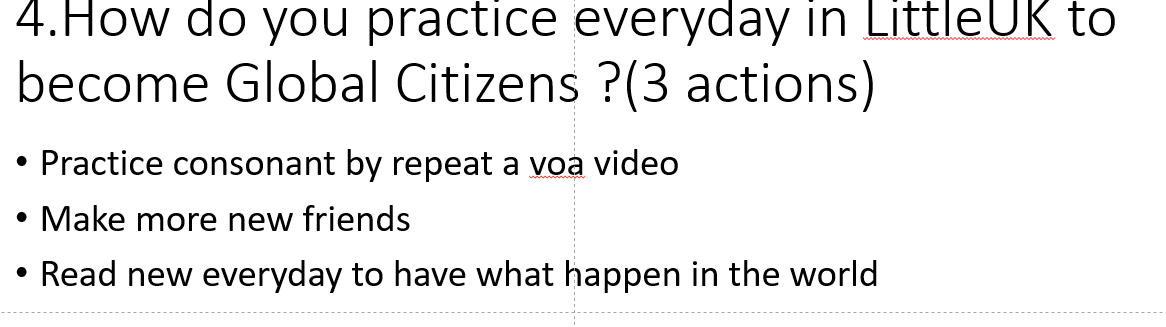 4.How do you practice everyday in LittleUK to
become Global Citizens ?(3 actions)
• Practice consonant by repeat a voa video
• Make more new friends
• Read new everyday to have what happen in the world